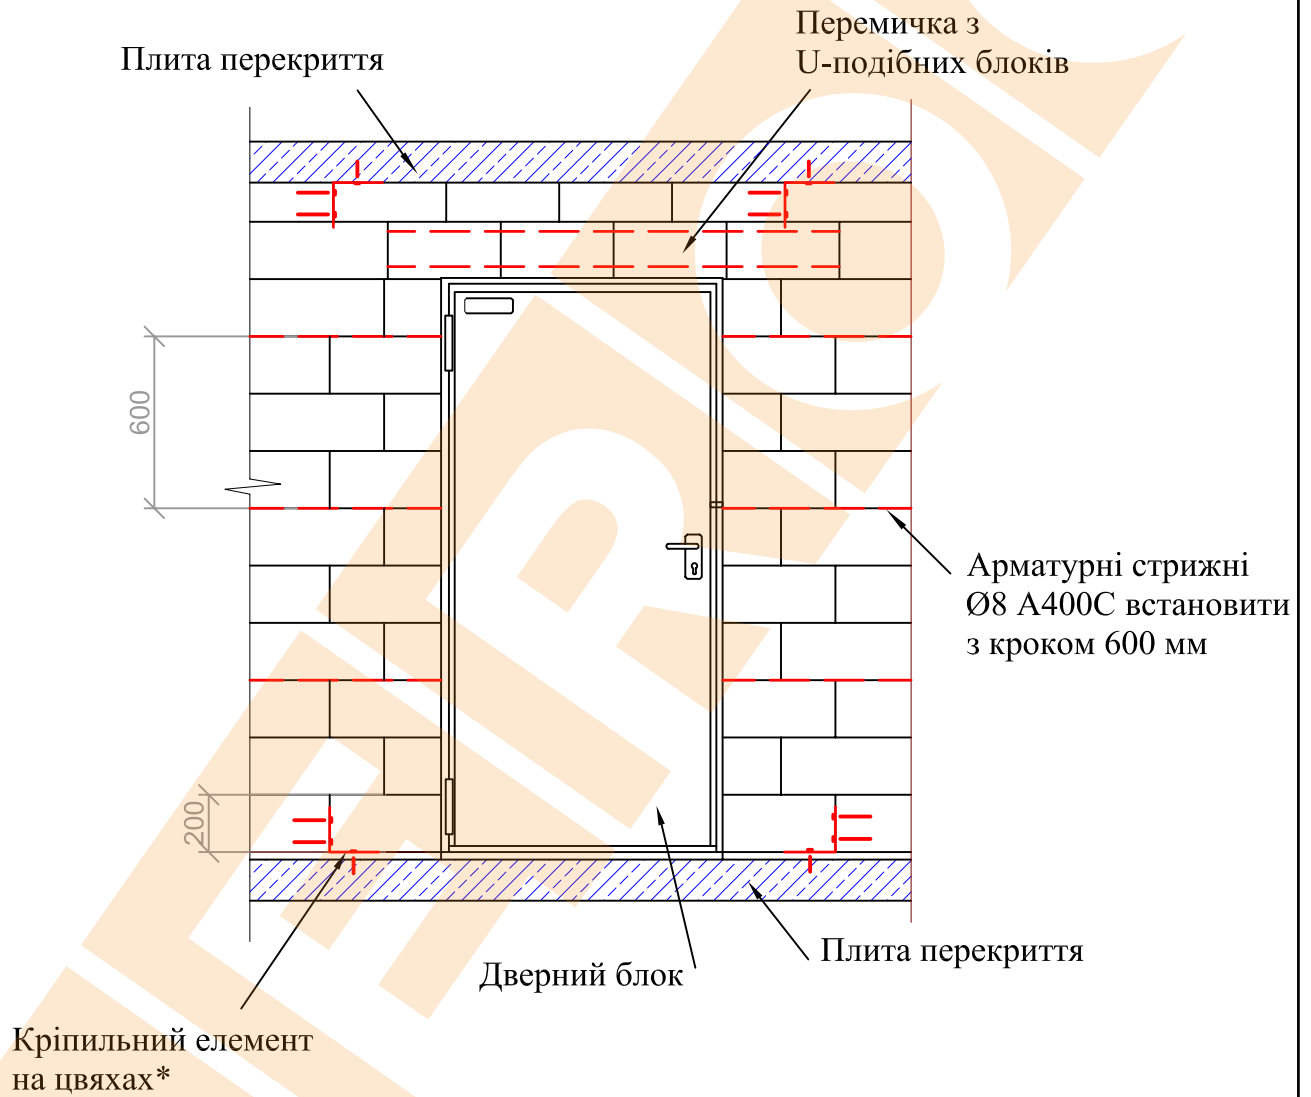 Перемичка з
U-подібних блоків
Плита перекриття
600
Арматурні стрижні
Ø8 А400С встановити
з кроком 600 мм
200
Плита перекриття
Дверний блок
Кріпильний елемент
на цвяхах*